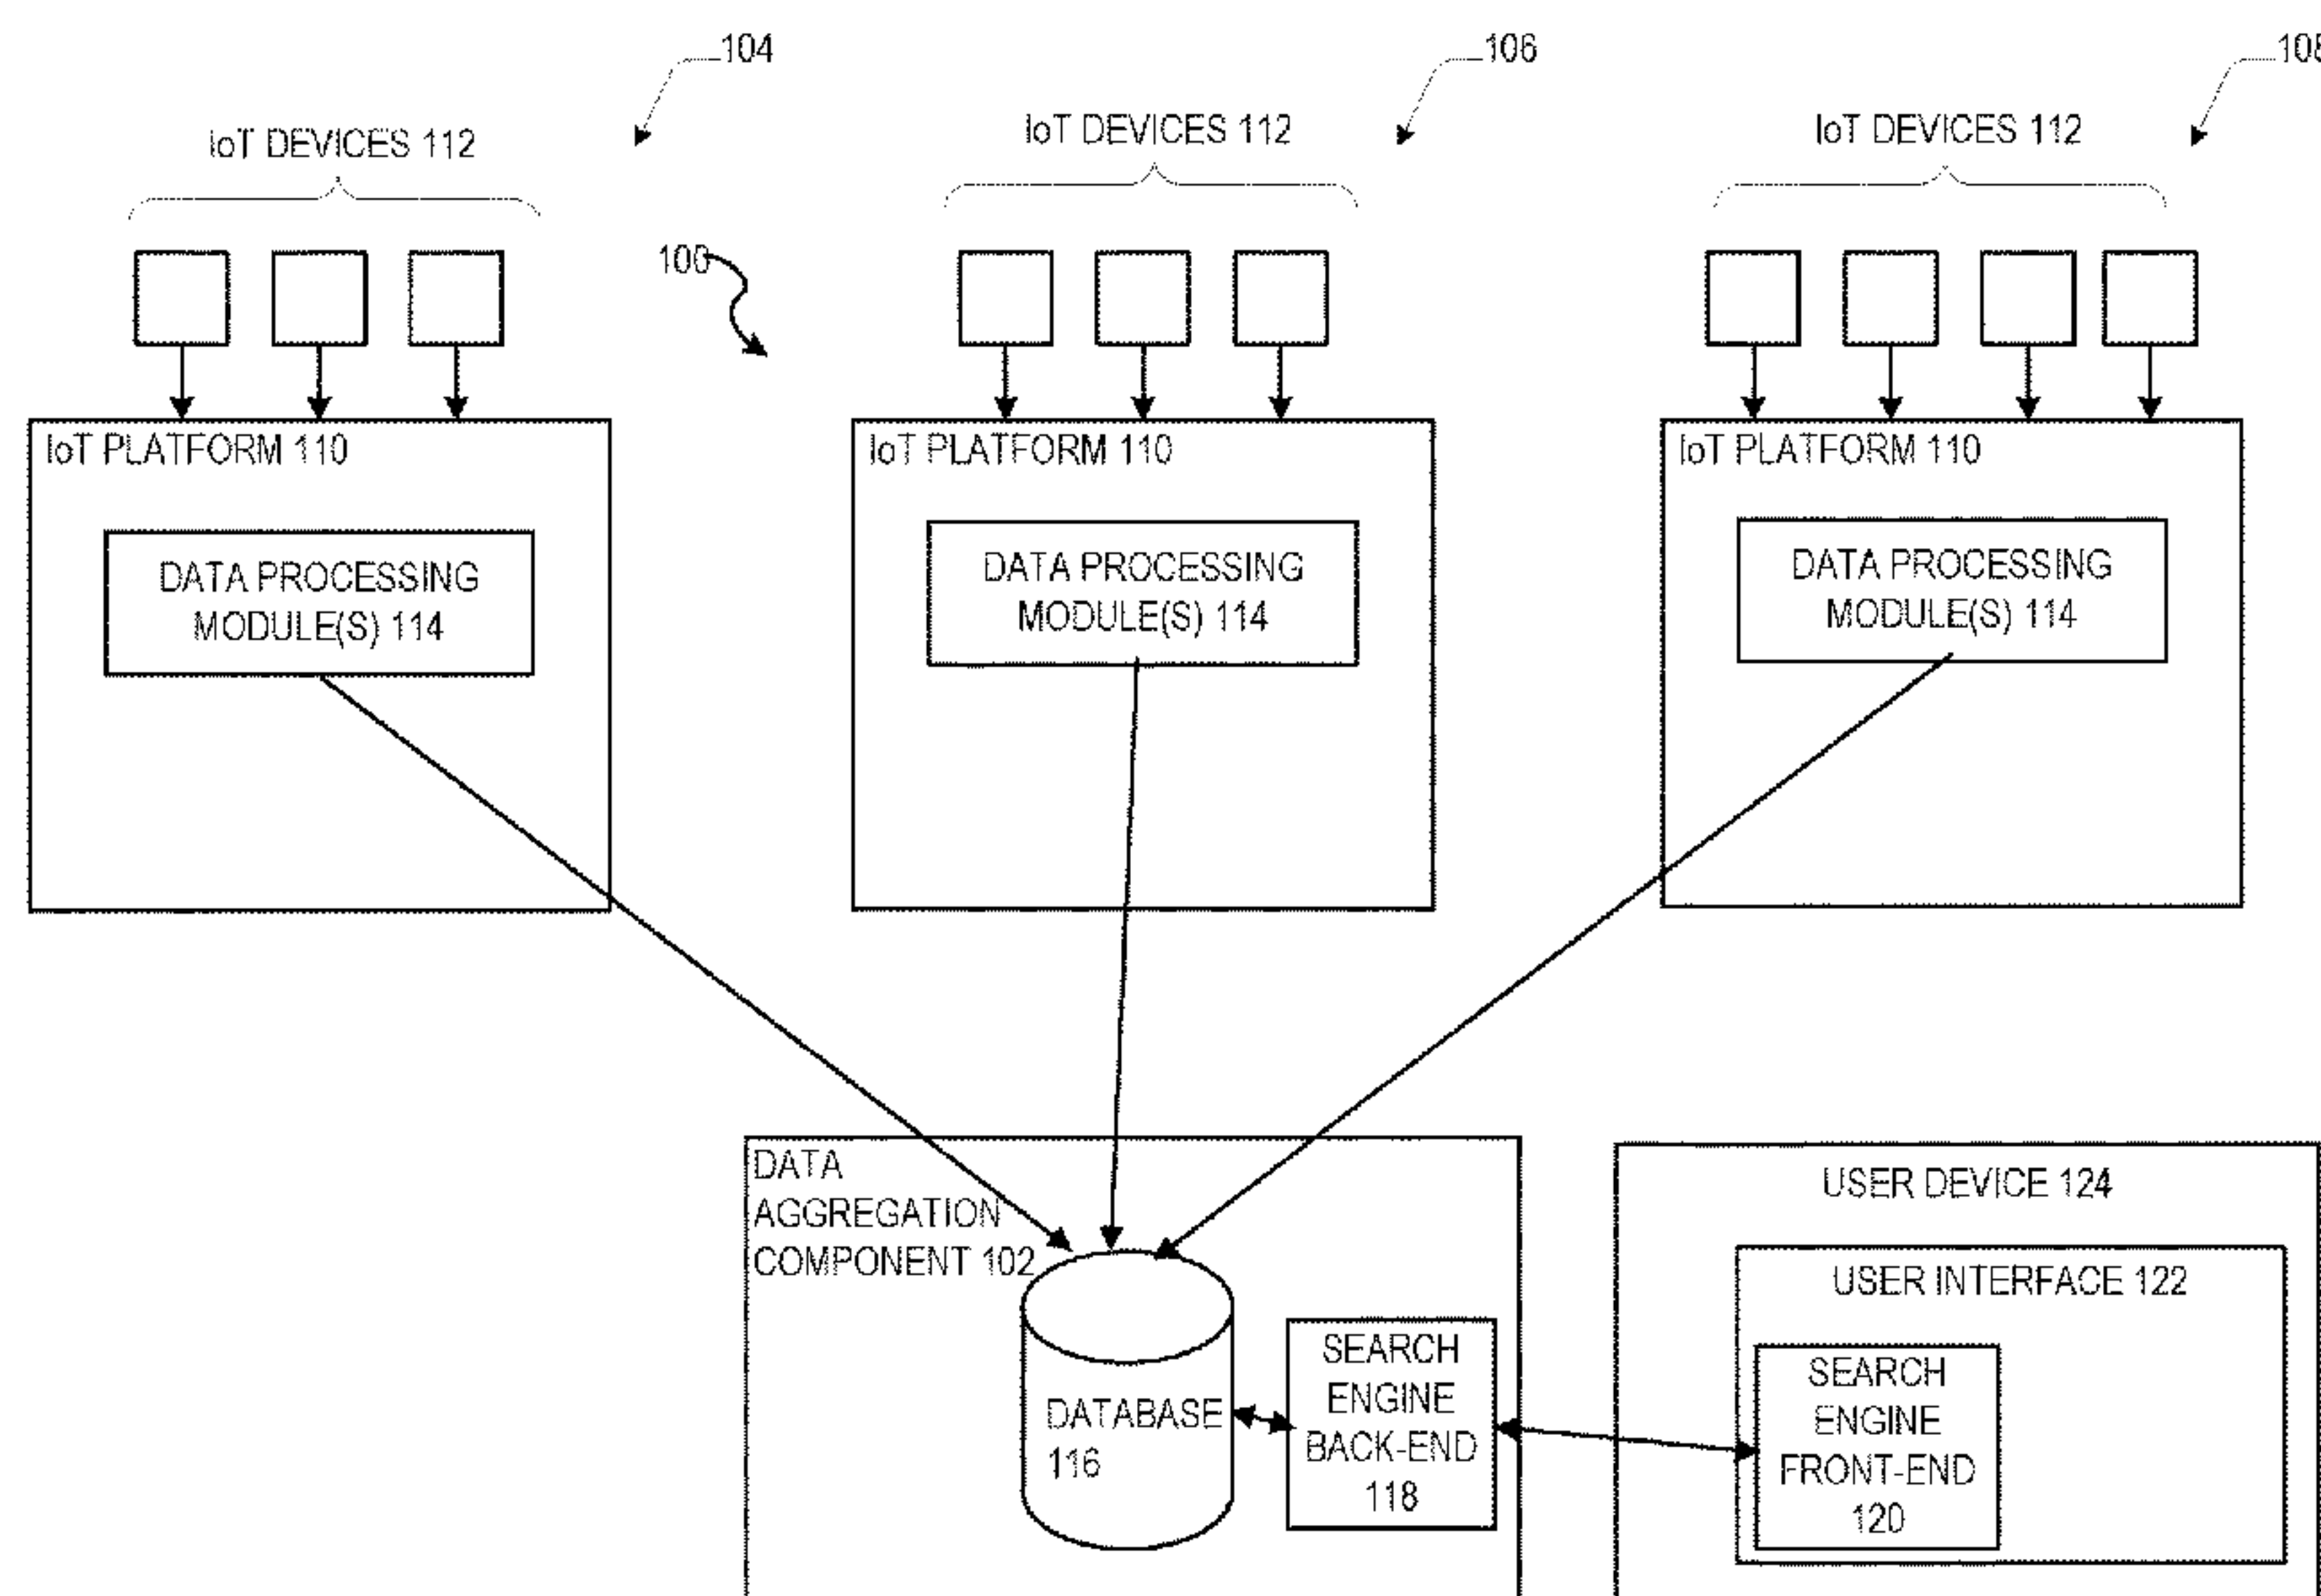 104
106
108
IoT DEVICES 112
IoT DEVICES 112
IoT DEVICES 112
100
IoT PLATFORM 110
IoT PLATFORM 110
IoT PLATFORM 110
DATA PROCESSING
MODULE(S) 114
DATA PROCESSING
MODULE(S) 114
DATA PROCESSING
MODULE(S) 114
DATA
AGGREGATION
COMPONENT 102
DATABASE
116
SEARCH
ENGINE
BACK-END
118
USER DEVICE 124
USER INTERFACE 122
SEARCH
ENGINE
FRONT-END
120